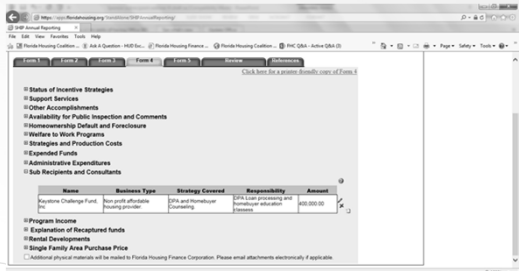 https://apps.floridahousing.org/
SHIP Annual Reporting
File Edit View Favorites Tools Help
Florida Housing Coalition ... Ask A Question - HUD Exc... Florida Housing Finance ... Florida Housing Coalition ... FHC Q&A - Active Q&A (3) Page Safety Tools
Form 1 Form 2 Form 3 Form 4 Form 5 Review References
Click here for a printer friendly copy of Form 4
Status of Incentive Strategies
Support Services
Other Accomplishments
Availability for Public Inspection and Comments
Homeownership Default and Foreclosure
Welfare to Work Programs
Strategies and Production Costs
Expended Funds
Administrative Expenditures
Sub Recipients and Consultants
Name Business Type Strategy Covered Responsibility Amount
Keystone Challenge Fund, Non profit affordable DPA and Homebuyer DPA Loan processing and 400,000.00
Inc housing provider. Counseling homebuyer education
classess
Program Income
Explanation of Recaptured funds
Rental Developments
Single Family Area Purchase Price
Additional physical materials will be mailed to Florida Housing Finance Corporation. Please email attachments electronically if applicable.